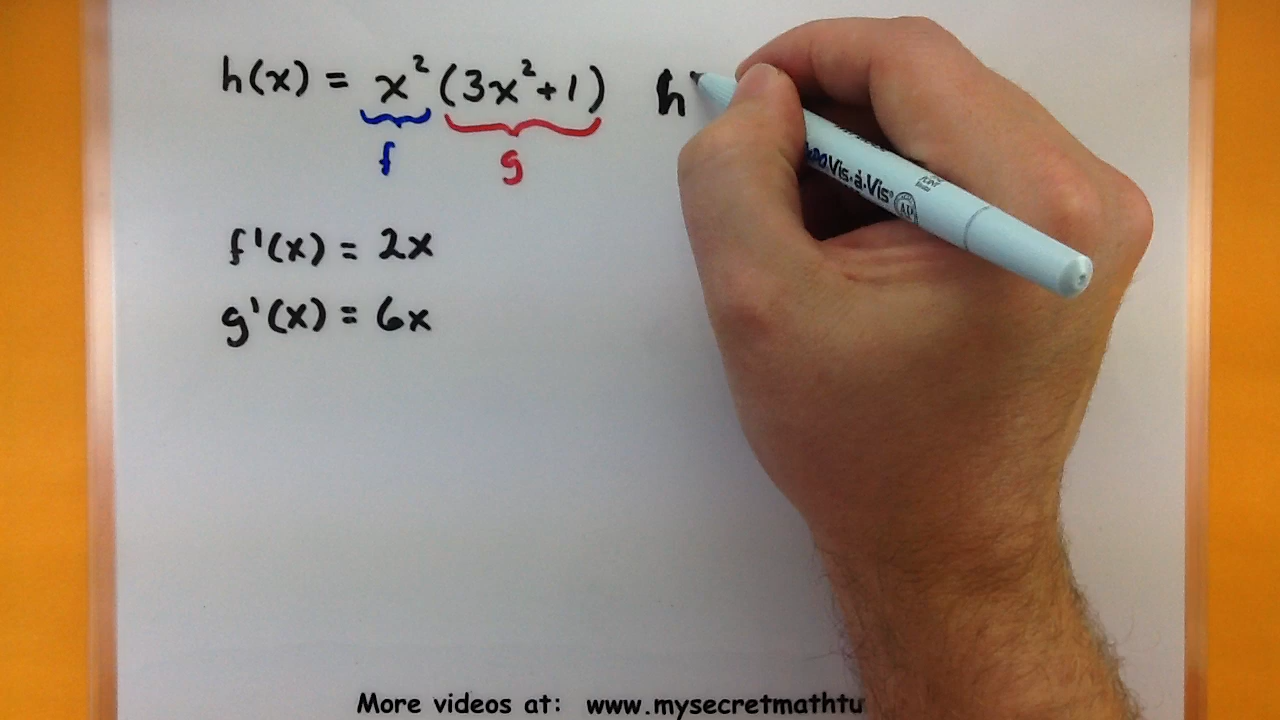 h(x) = x²(3x²+1) h
f g
f'(x) = 2x
g'(x) = 6x
Vis·à·Vis®
More videos at: www.mysecretmathtu